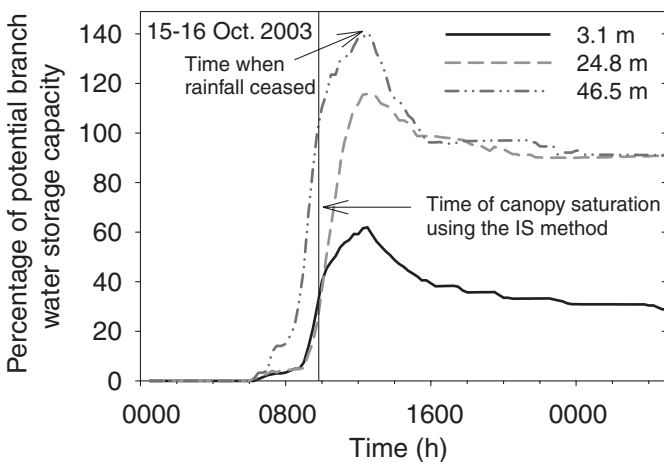 15-16 Oct. 2003
Time when
rainfall ceased
3.1 m
24.8 m
46.5 m
Time of canopy saturation
using the IS method
Percentage of potential branch
water storage capacity
140
120
100
80
60
40
20
0
0000
0800
1600
0000
Time (h)